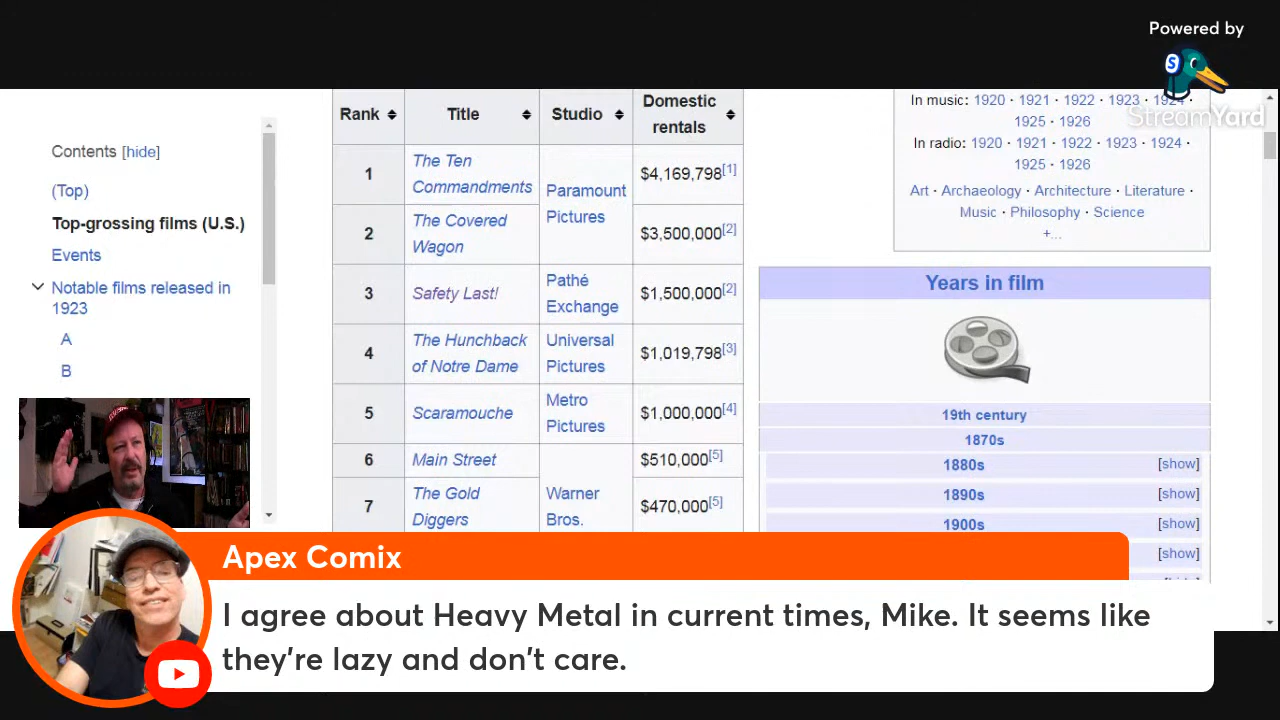 Powered by
StreamYard
Contents [hide]
(Top)
Top-grossing films (U.S.)
Events
Notable films released in
1923
A
B
Rank
Title
Studio
Domestic
rentals
1
The Ten
Commandments
Paramount
Pictures
$4,169,798[1]
2
The Covered
Wagon
$3,500,000[2]
3
Safety Last!
Pathé
Exchange
$1,500,000[2]
4
The Hunchback
of Notre Dame
Universal
Pictures
$1,019,798[3]
5
Scaramouche
Metro
Pictures
$1,000,000[4]
6
Main Street
$510,000[5]
7
The Gold
Diggers
Warner
Bros.
$470,000[5]
In music: 1920 · 1921 · 1922 · 1923 · 1924 ·
1925 · 1926
In radio: 1920 · 1921 · 1922 · 1923 · 1924 ·
1925 · 1926
Art · Archaeology · Architecture · Literature ·
Music · Philosophy · Science
+...
Years in film
19th century
1870s
1880s [show]
1890s [show]
1900s [show]
[show]
Apex Comix
I agree about Heavy Metal in current times, Mike. It seems like
they're lazy and don't care.